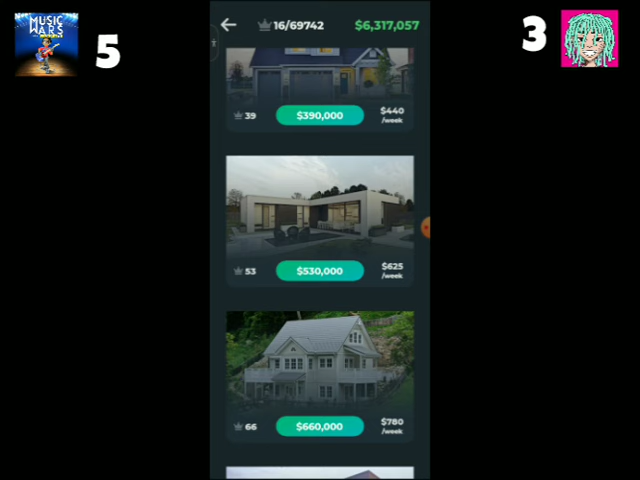 MUSIC
WARS
5
16/69742
$6,317,057
3
39
$390,000
$440
/week
53
$530,000
$625
/week
66
$660,000
$780
/week